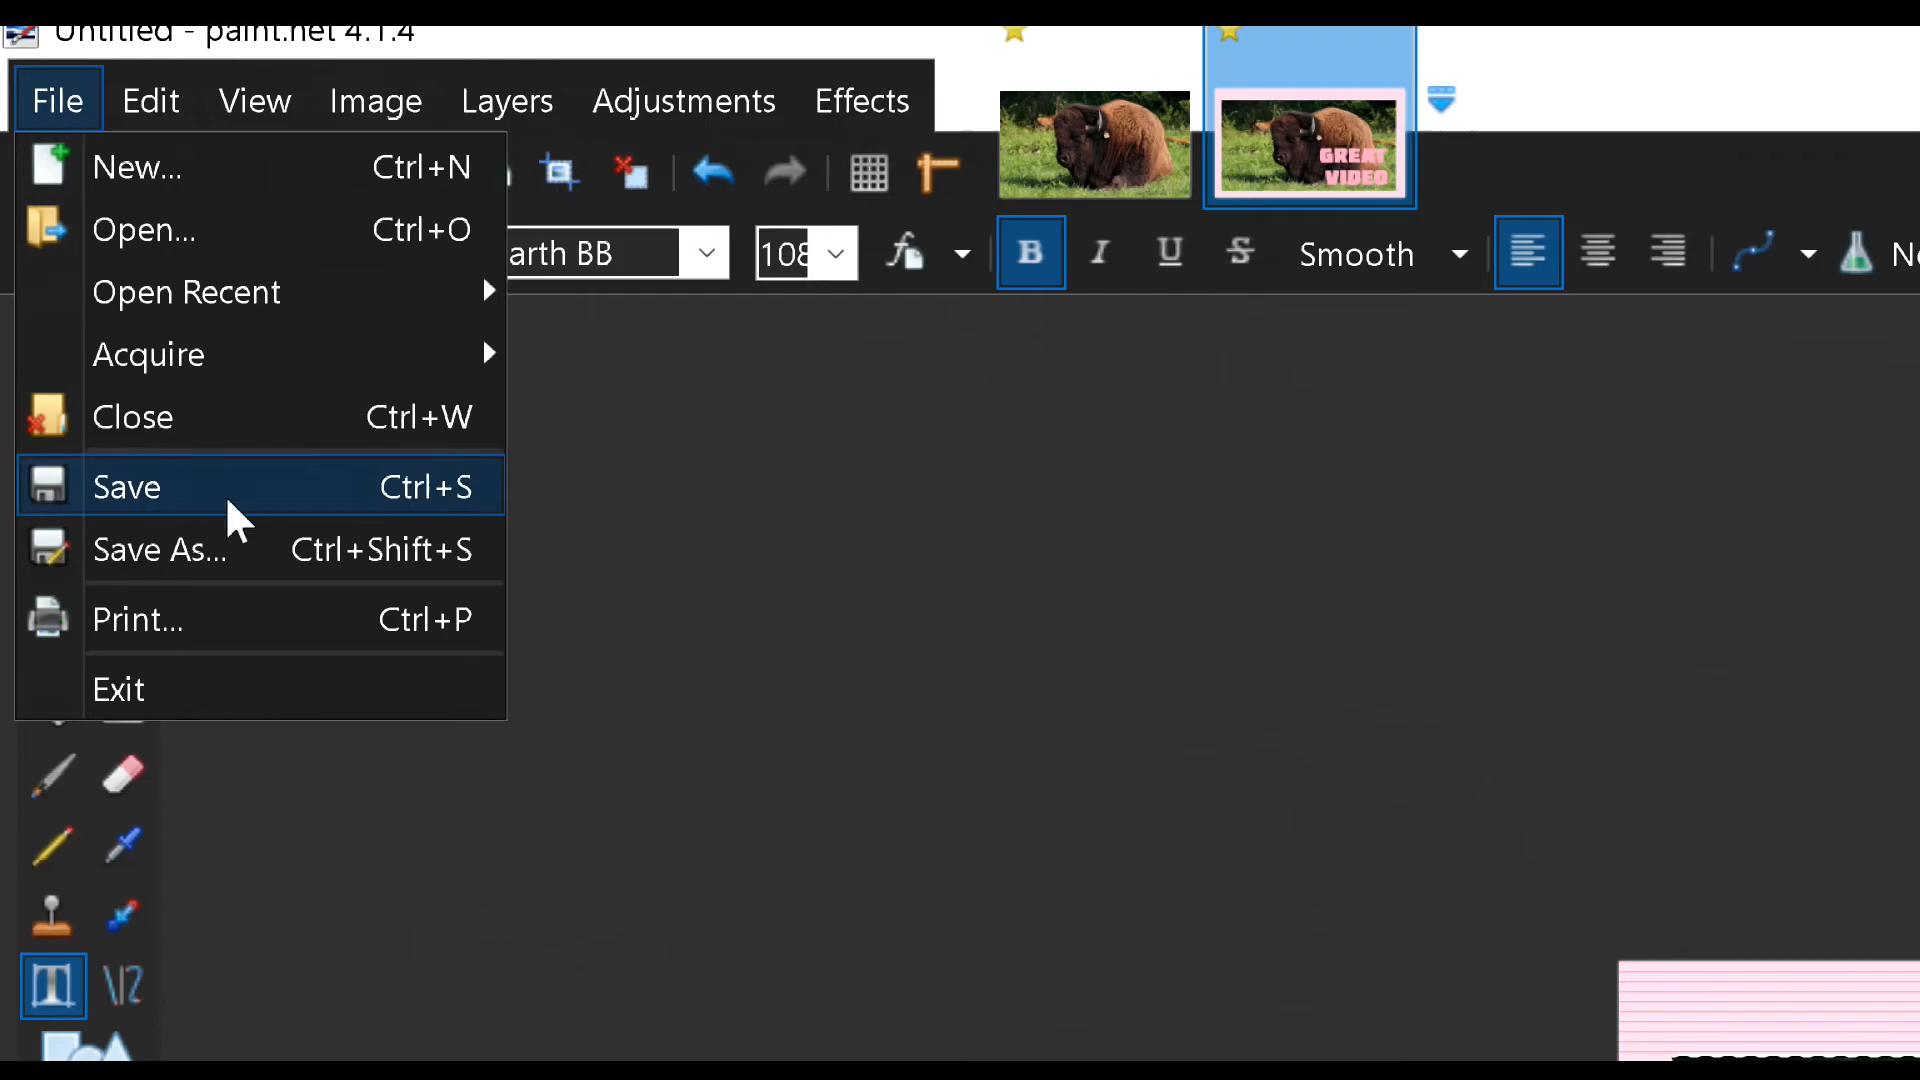 Untitled - paint.net 4.1.4
File Edit View Image Layers Adjustments Effects
New... Ctrl+N
Open... Ctrl+O
Open Recent
Acquire
Close Ctrl+W
Save Ctrl+S
Save As... Ctrl+Shift+S
Print... Ctrl+P
Exit
arth BB 108 B I U S Smooth
GREAT
VIDEO